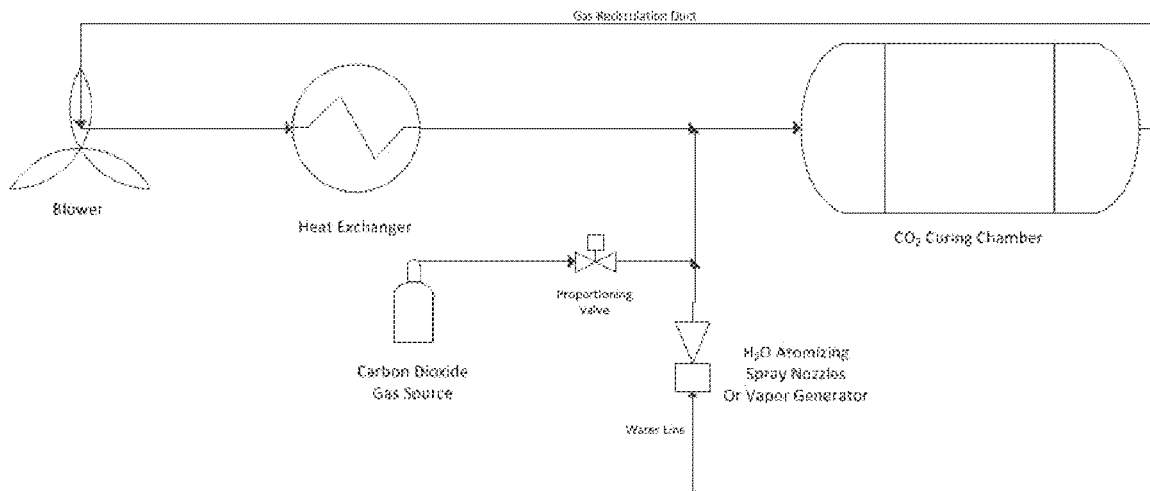 Gas Recirculation Duct
Blower
Heat Exchanger
CO₂ Curing Chamber
Proportioning
Valve
Carbon Dioxide
Gas Source
H₂O Atomizing
Spray Nozzles
Or Vapor Generator
Water Line